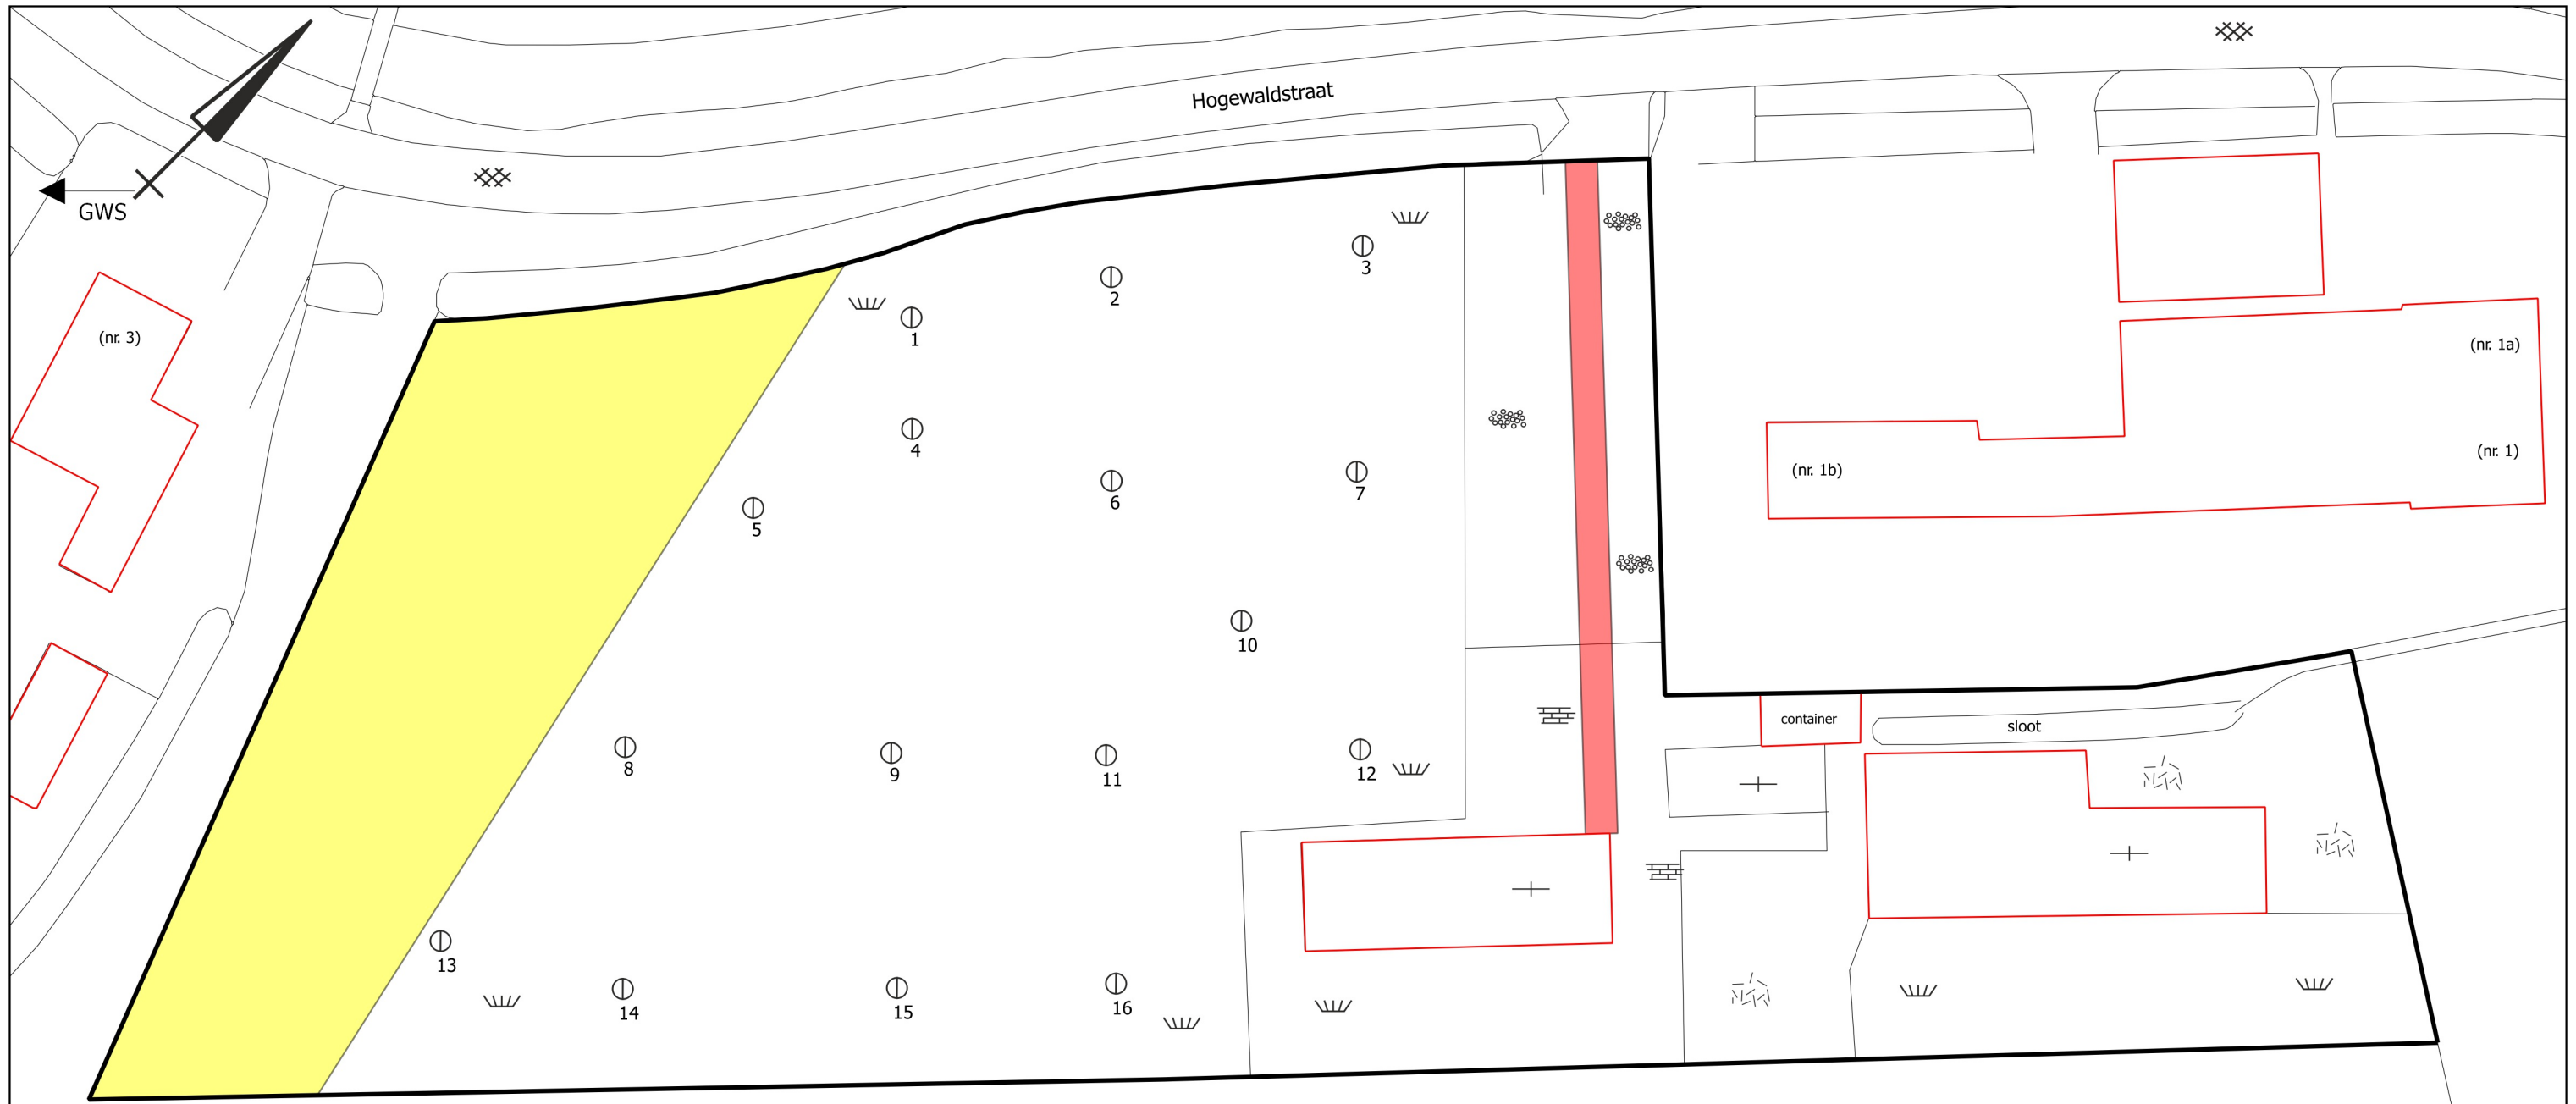 Hogewaldstraat
GWS
3
2
1
(nr. 3)
(nr. 1a)
4
(nr. 1)
(nr. 1b)
7
6
5
10
container
sloot
8
9
11
12
13
14
15
16